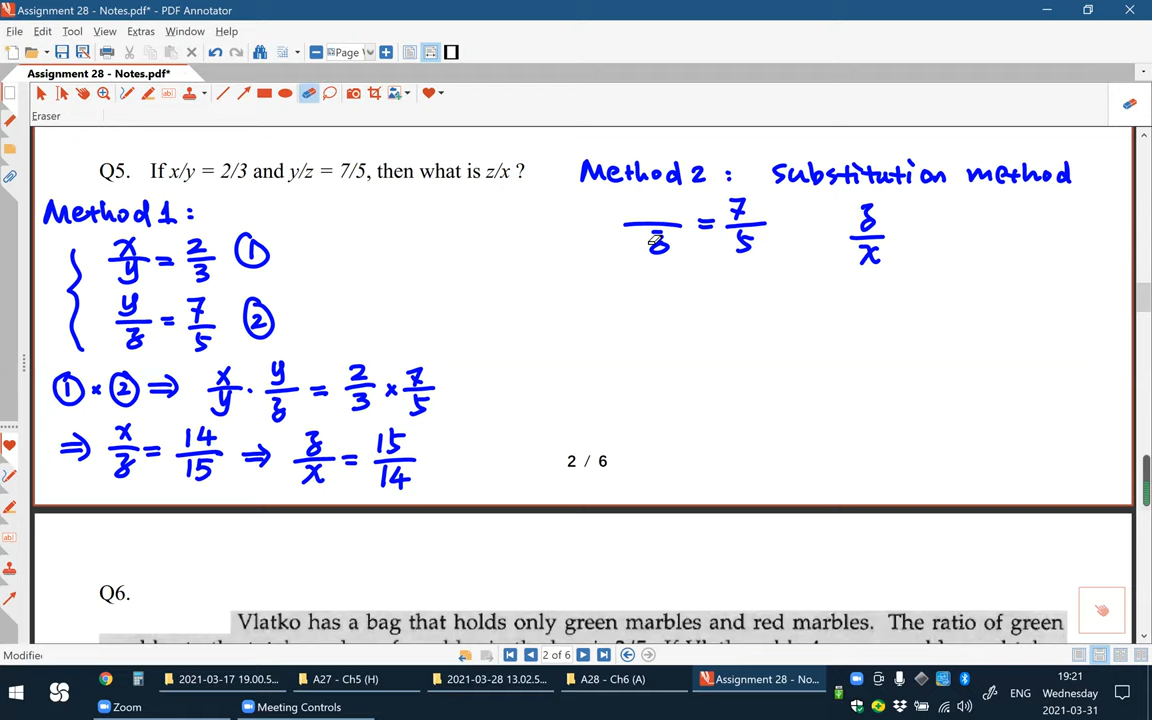 Assignment 28 - Notes.pdf* - PDF Annotator
File Edit Tool View Extras Window Help
Page V
Assignment 28 - Notes.pdf*
Eraser
Q5. If x/y = 2/3 and y/z = 7/5, then what is z/x ?
Method 1 :
x/y = 2/3 ①
y/z = 7/5 ②
① × ② ⇒ x/y · y/z = 2/3 × 7/5
⇒ x/z = 14/15 ⇒ z/x = 15/14
Method 2 : substitution method
/z = 7/5 z/x
2 / 6
Q6.
Vlatko has a bag that holds only green marbles and red marbles. The ratio of green
Modifie
2 of 6
2021-03-17 19.00.5... A27 - Ch5 (H) 2021-03-28 13.02.5... A28 - Ch6 (A) Assignment 28 - No...
Zoom Meeting Controls
ENG
19:21
Wednesday
2021-03-31